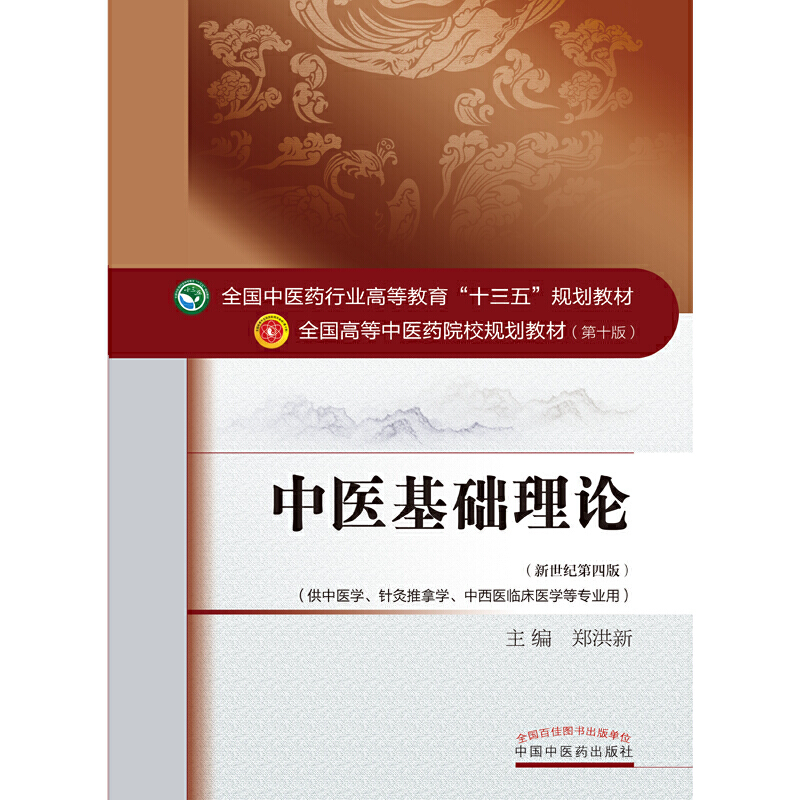 全国中医药行业高等教育“十三五”规划教材
全国高等中医药院校规划教材(第十版)
中医基础理论
(新世纪第四版)
(供中医学、针灸推拿学、中西医临床医学等专业用)
主编 郑洪新
全国百佳图书出版单位
中国中医药出版社